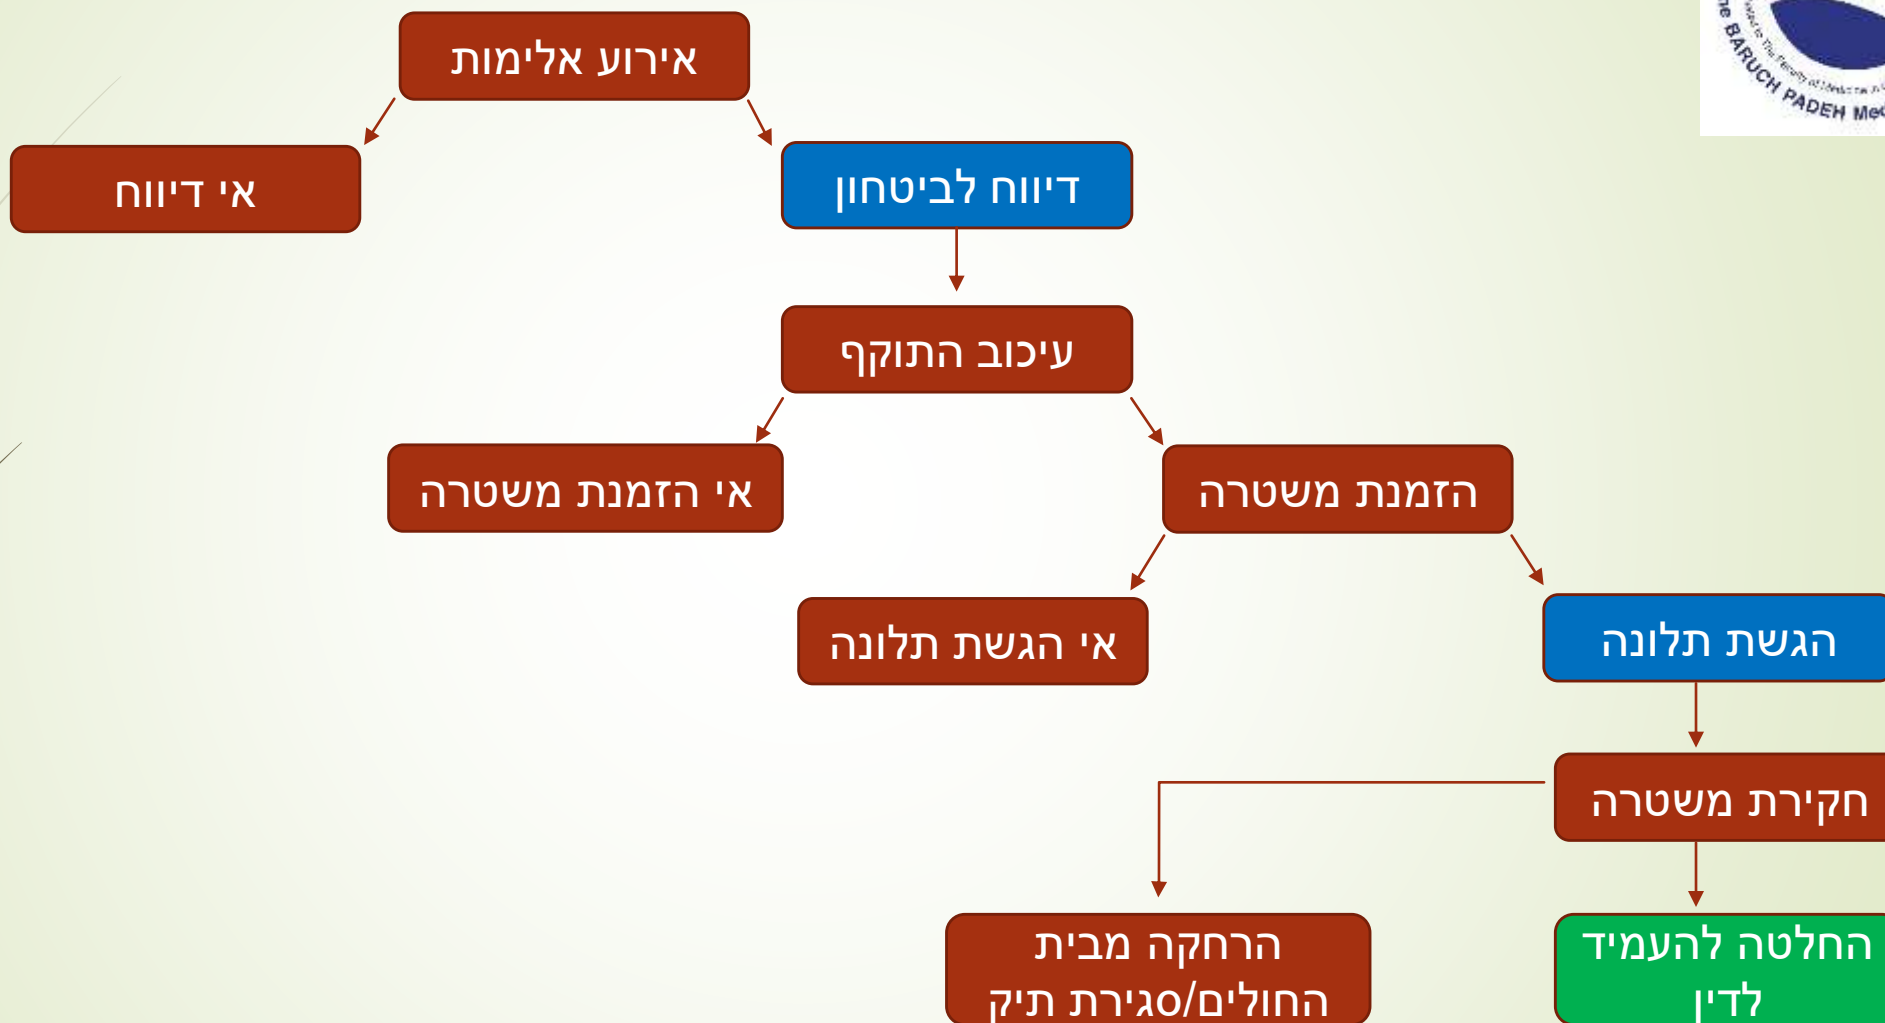 The BARUCH PADEH
אירוע אלימות
דיווח לביטחון
אי דיווח
עיכוב התוקף
הזמנת משטרה
אי הזמנת משטרה
הגשת תלונה
אי הגשת תלונה
חקירת משטרה
החלטה להעמיד
לדין
הרחקה מבית
החולים/סגירת תיק